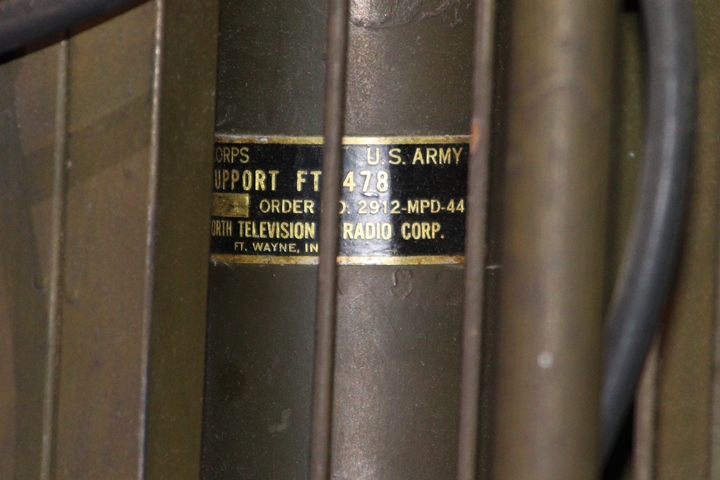 ORPS U.S. ARMY
UPPORT FT 478
ORDER O. 2912-MPD-44
ORTH TELEVISION RADIO CORP.
FT. WAYNE, IN